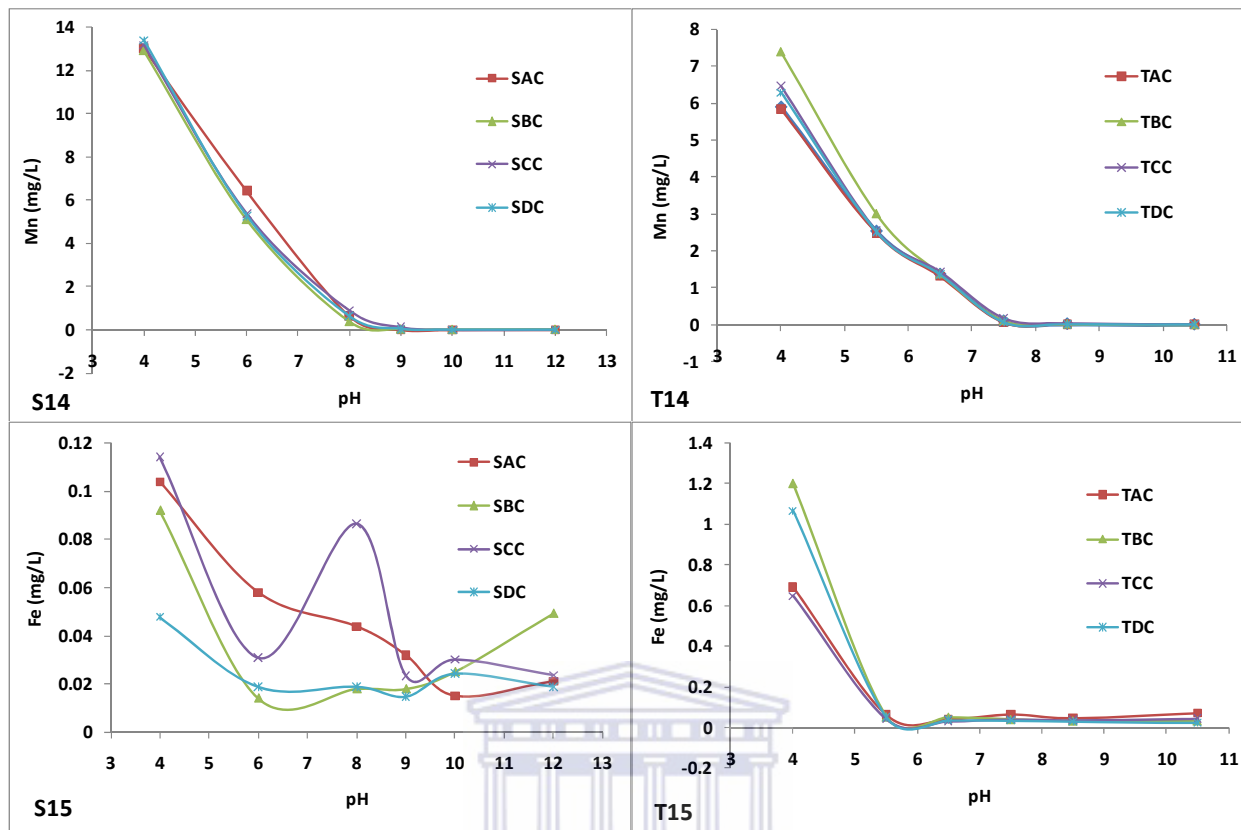 14
12
10
8
6
4
2
0
-2
Mn (mg/L)
3 4 5 6 7 8 9 10 11 12 13
pH
SAC
SBC
SCC
SDC
S14
8
7
6
5
4
3
2
1
0
-1
Mn (mg/L)
3 4 5 6 7 8 9 10 11
pH
TAC
TBC
TCC
TDC
T14
0.12
0.1
0.08
0.06
0.04
0.02
0
Fe (mg/L)
3 4 5 6 7 8 9 10 11 12 13
pH
SAC
SBC
SCC
SDC
S15
1.4
1.2
1
0.8
0.6
0.4
0.2
0
-0.2
Fe (mg/L)
3 4 5 6 7 8 9 10 11
pH
TAC
TBC
TCC
TDC
T15